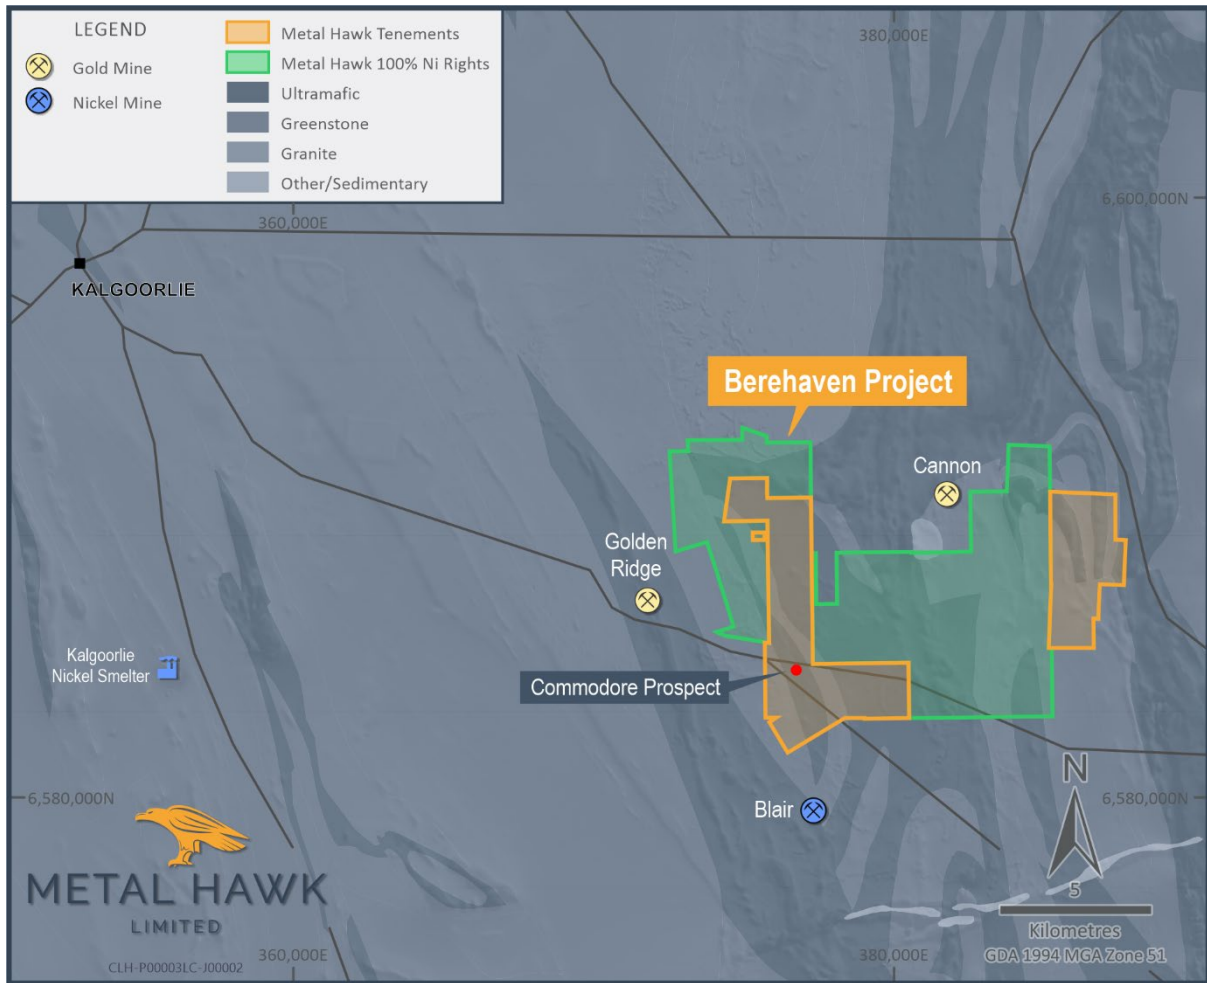 LEGEND
Gold Mine
Nickel Mine
Metal Hawk Tenements
Metal Hawk 100% Ni Rights
Ultramafic
Greenstone
Granite
Other/Sedimentary
380,000E
6,600,000N
360,000E
KALGOORLIE
Berehaven Project
Cannon
Golden
Ridge
Kalgoorlie
Nickel Smelter
Commodore Prospect
6,580,000N
Blair
6,580,000N
N
5
Kilometres
GDA 1994 MGA Zone 51
METAL HAWK
LIMITED
CLH-P00003LC-J00002
360,000E
380,000E